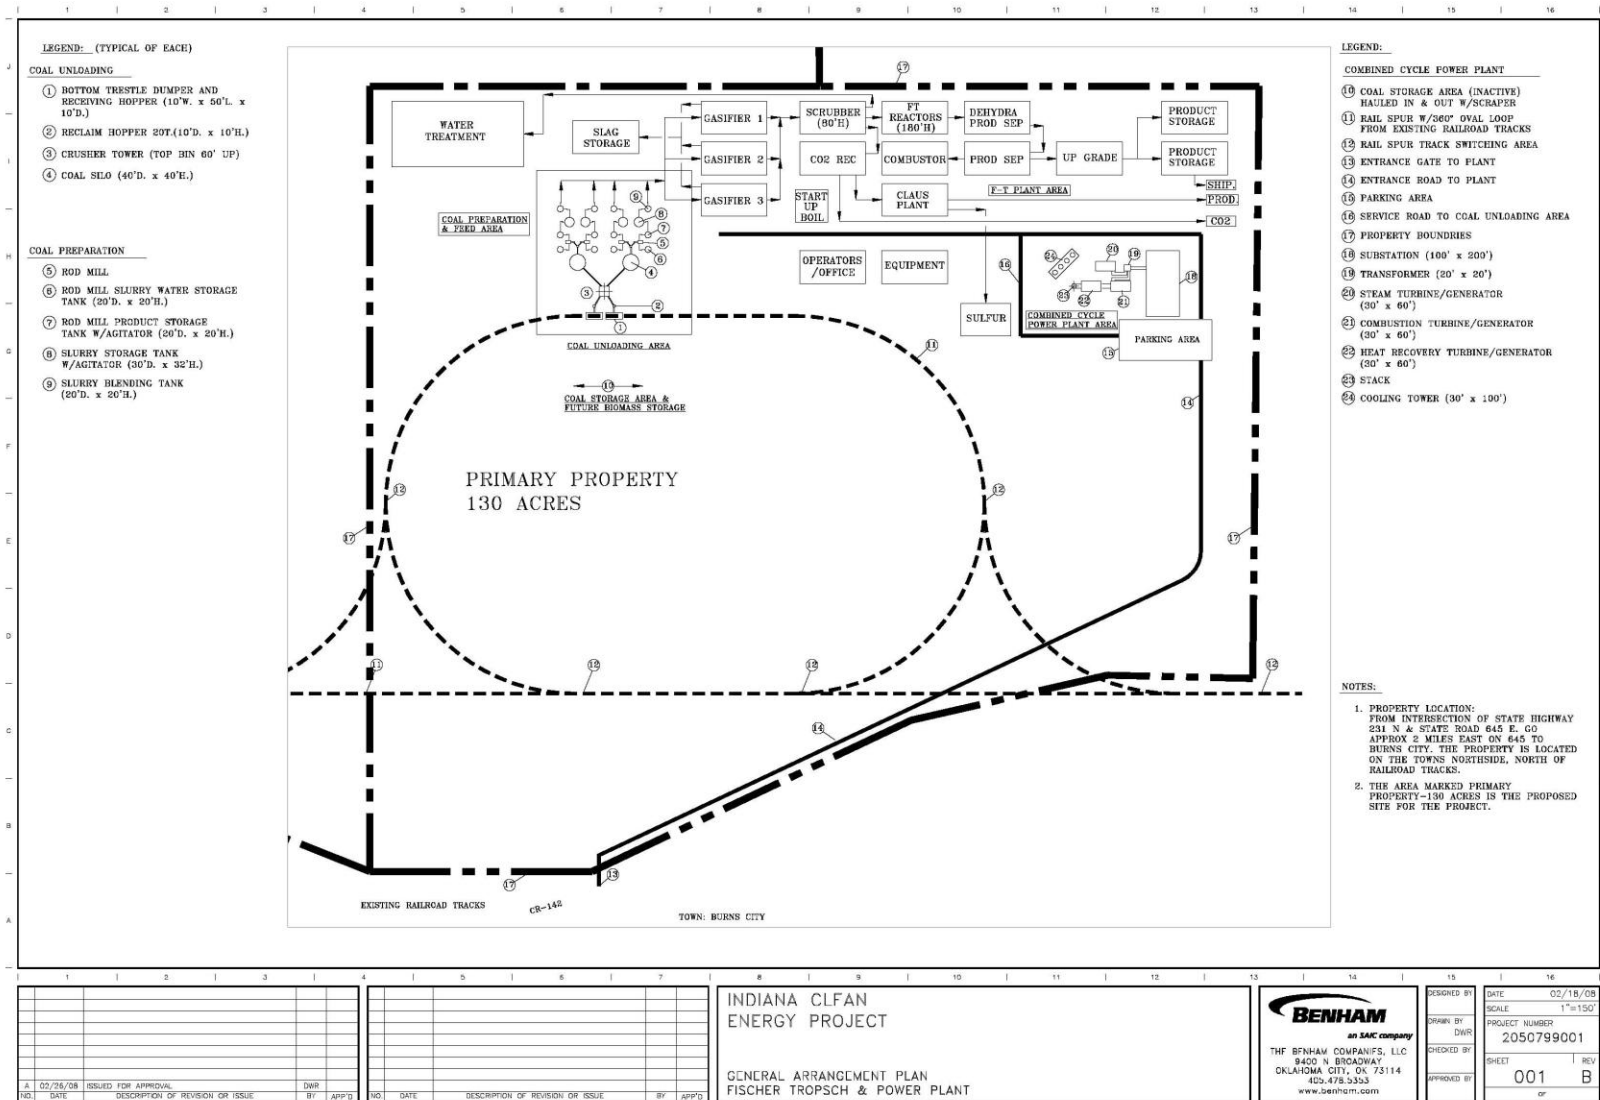 LEGEND: (TYPICAL OF EACH)
COAL UNLOADING
1 BOTTOM TRESTLE DUMPER AND
RECEIVING HOPPER (10'W. x 50'L. x
10'D.)
2 RECLAIM HOPPER 20T.(10'D. x 10'H.)
3 CRUSHER TOWER (TOP BIN 60' UP)
4 COAL SILO (40'D. x 40'H.)
COAL PREPARATION
5 ROD MILL
6 ROD MILL SLURRY WATER STORAGE
TANK (20'D. x 20'H.)
7 ROD MILL PRODUCT STORAGE
TANK W/AGITATOR (20'D. x 20'H.)
8 SLURRY STORAGE TANK
W/AGITATOR (30'D. x 32'H.)
9 SLURRY BLENDING TANK
(20'D. x 20'H.)
WATER
TREATMENT
SLAG
STORAGE
GASIFIER 1
GASIFIER 2
GASIFIER 3
SCRUBBER
(80'H)
FT
REACTORS
(180'H)
DEHYDRA
PROD SEP
PRODUCT
STORAGE
CO2 REC
COMBUSTOR
PROD SEP
UP GRADE
PRODUCT
STORAGE
START
UP
BOIL
CLAUS
PLANT
F-T PLANT AREA
SHIP.
PROD.
CO2
COAL PREPARATION
& FEED AREA
OPERATORS
/OFFICE
EQUIPMENT
SULFUR
COMBINED CYCLE
POWER PLANT AREA
PARKING AREA
COAL UNLOADING AREA
10
COAL STORAGE AREA &
FUTURE BIOMASS STORAGE
PRIMARY PROPERTY
130 ACRES
EXISTING RAILROAD TRACKS
CR-142
TOWN: BURNS CITY
LEGEND:
COMBINED CYCLE POWER PLANT
10 COAL STORAGE AREA (INACTIVE)
HAULED IN & OUT W/SCRAPER
11 RAIL SPUR W/360° OVAL LOOP
FROM EXISTING RAILROAD TRACKS
12 RAIL SPUR TRACK SWITCHING AREA
13 ENTRANCE GATE TO PLANT
14 ENTRANCE ROAD TO PLANT
15 PARKING AREA
16 SERVICE ROAD TO COAL UNLOADING AREA
17 PROPERTY BOUNDRIES
18 SUBSTATION (100' x 200')
19 TRANSFORMER (20' x 20')
20 STEAM TURBINE/GENERATOR
(30' x 60')
21 COMBUSTION TURBINE/GENERATOR
(30' x 60')
22 HEAT RECOVERY TURBINE/GENERATOR
(30' x 60')
23 STACK
24 COOLING TOWER (30' x 100')
NOTES:
1. PROPERTY LOCATION:
FROM INTERSECTION OF STATE HIGHWAY
231 N & STATE ROAD 645 E. GO
APPROX 2 MILES EAST ON 645 TO
BURNS CITY. THE PROPERTY IS LOCATED
ON THE TOWNS NORTHSIDE, NORTH OF
RAILROAD TRACKS.
2. THE AREA MARKED PRIMARY
PROPERTY-130 ACRES IS THE PROPOSED
SITE FOR THE PROJECT.
A 02/26/08 ISSUED FOR APPROVAL DWR
NO. DATE DESCRIPTION OF REVISION OR ISSUE BY APP'D
NO. DATE DESCRIPTION OF REVISION OR ISSUE BY APP'D
INDIANA CLEAN
ENERGY PROJECT
GENERAL ARRANGEMENT PLAN
FISCHER TROPSCH & POWER PLANT
BENHAM
an SAIC company
THE BENHAM COMPANIES, LLC
9400 N BROADWAY
OKLAHOMA CITY, OK 73114
405.478.5353
www.benham.com
DESIGNED BY
DRAWN BY
DWR
CHECKED BY
APPROVED BY
DATE 02/18/08
SCALE 1"=150'
PROJECT NUMBER
2050799001
SHEET REV
001 B
OF